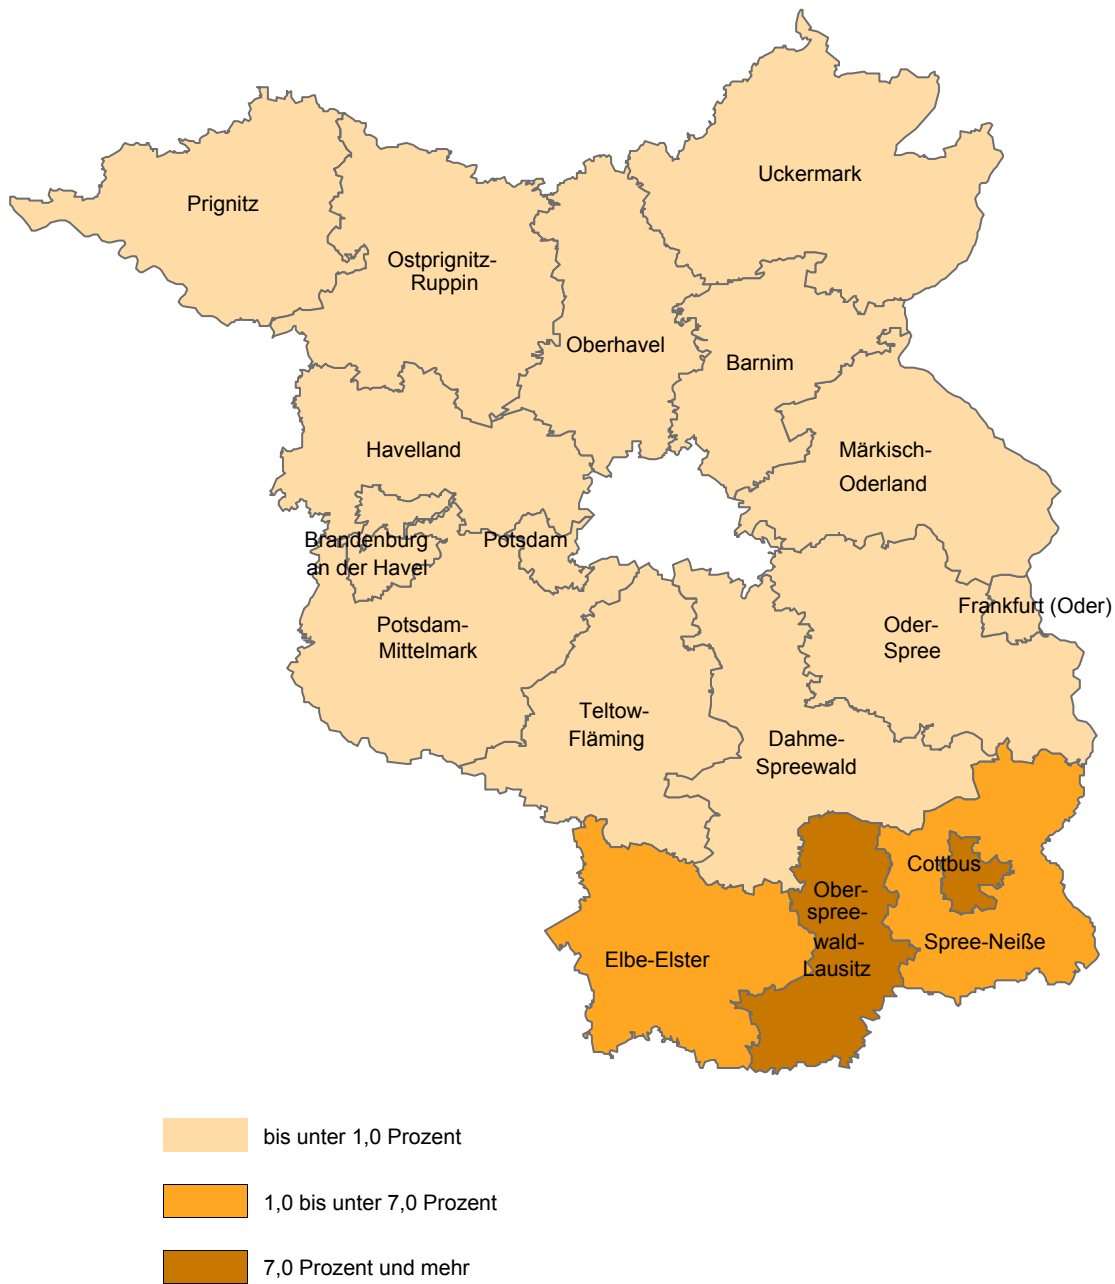 Uckermark
Prignitz
Ostprignitz-
Ruppin
Oberhavel
Barnim
Havelland
Märkisch-
Oderland
Brandenburg
an der Havel
Potsdam
Frankfurt (Oder)
Potsdam-
Mittelmark
Oder-
Spree
Teltow-
Fläming
Dahme-
Spreewald
Cottbus
Ober-
spree-
wald-
Lausitz
Spree-Neiße
Elbe-Elster
bis unter 1,0 Prozent
1,0 bis unter 7,0 Prozent
7,0 Prozent und mehr